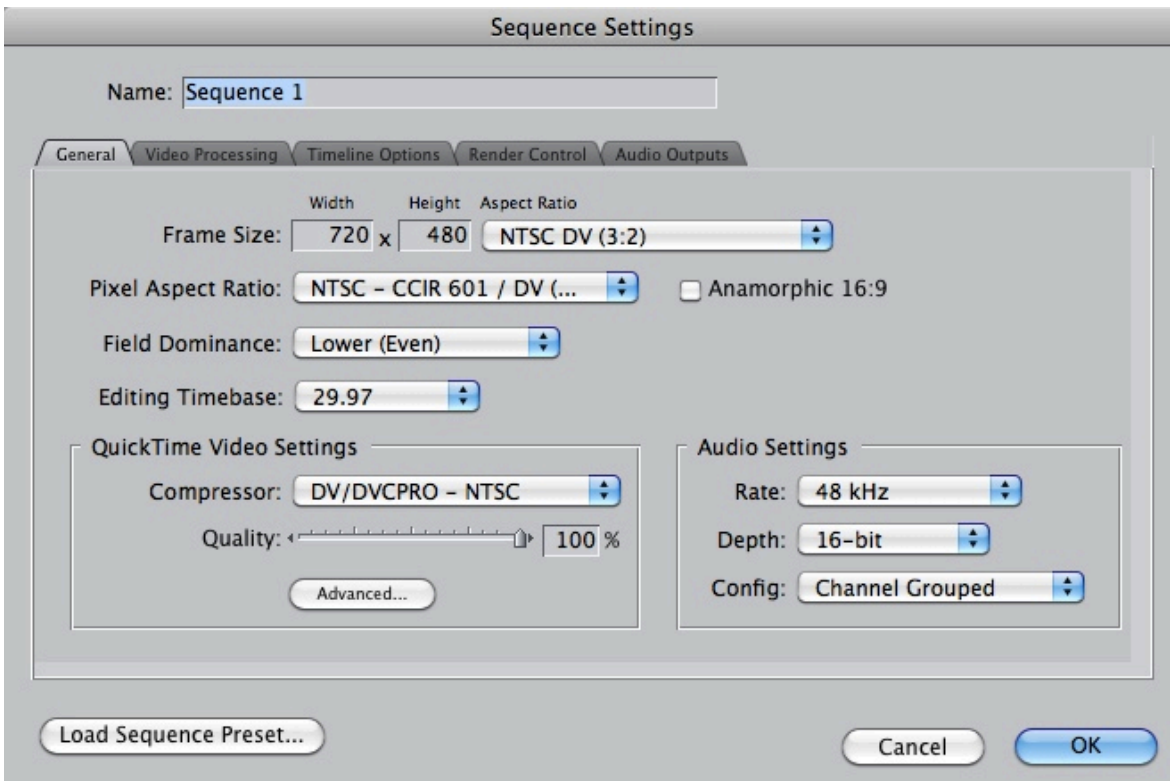 Sequence Settings
Name: Sequence 1
General Video Processing Timeline Options Render Control Audio Outputs
Width Height Aspect Ratio
Frame Size: 720 x 480 NTSC DV (3:2)
Pixel Aspect Ratio: NTSC - CCIR 601 / DV (... Anamorphic 16:9
Field Dominance: Lower (Even)
Editing Timebase: 29.97
QuickTime Video Settings
Compressor: DV/DVCPRO - NTSC
Quality: 100 %
Advanced...
Audio Settings
Rate: 48 kHz
Depth: 16-bit
Config: Channel Grouped
Load Sequence Preset...
Cancel OK